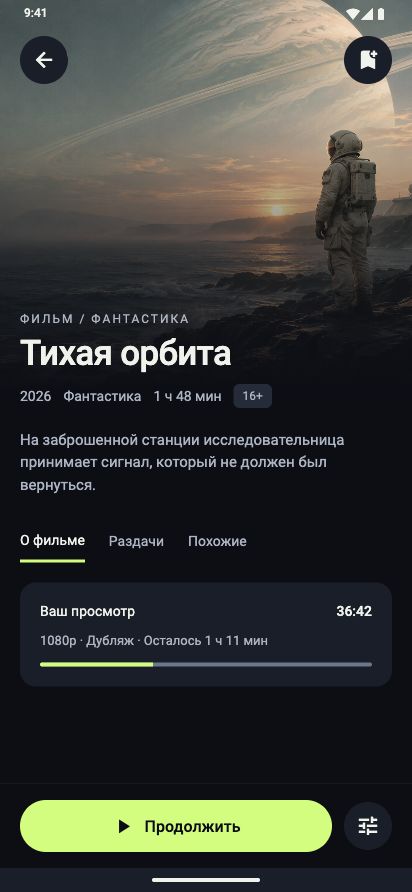 9:41
ФИЛЬМ / ФАНТАСТИКА
Тихая орбита
2026 Фантастика 1 ч 48 мин 16+
На заброшенной станции исследовательница
принимает сигнал, который не должен был
вернуться.
О фильме Раздачи Похожие
Ваш просмотр 36:42
1080p · Дубляж · Осталось 1 ч 11 мин
Продолжить